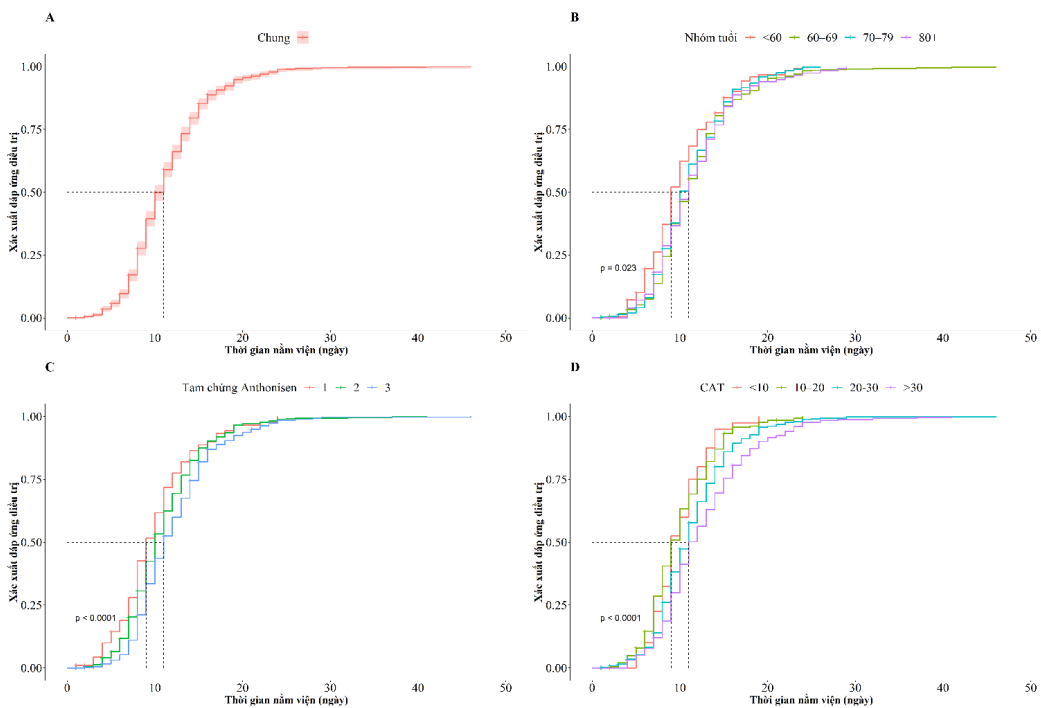 A
Chung
Xác xuất đáp ứng điều trị
1.00
0.75
0.50
0.25
0.00
0 10 20 30 40 50
Thời gian nằm viện (ngày)
B
Nhóm tuổi <60 60–69 70–79 80+
Xác xuất đáp ứng điều trị
1.00
0.75
0.50
0.25
0.00
p = 0.023
0 10 20 30 40 50
Thời gian nằm viện (ngày)
C
Tam chứng Anthonisen 1 2 3
Xác xuất đáp ứng điều trị
1.00
0.75
0.50
0.25
0.00
p < 0.0001
0 10 20 30 40 50
Thời gian nằm viện (ngày)
D
CAT <10 10–20 20-30 >30
Xác xuất đáp ứng điều trị
1.00
0.75
0.50
0.25
0.00
p < 0.0001
0 10 20 30 40 50
Thời gian nằm viện (ngày)